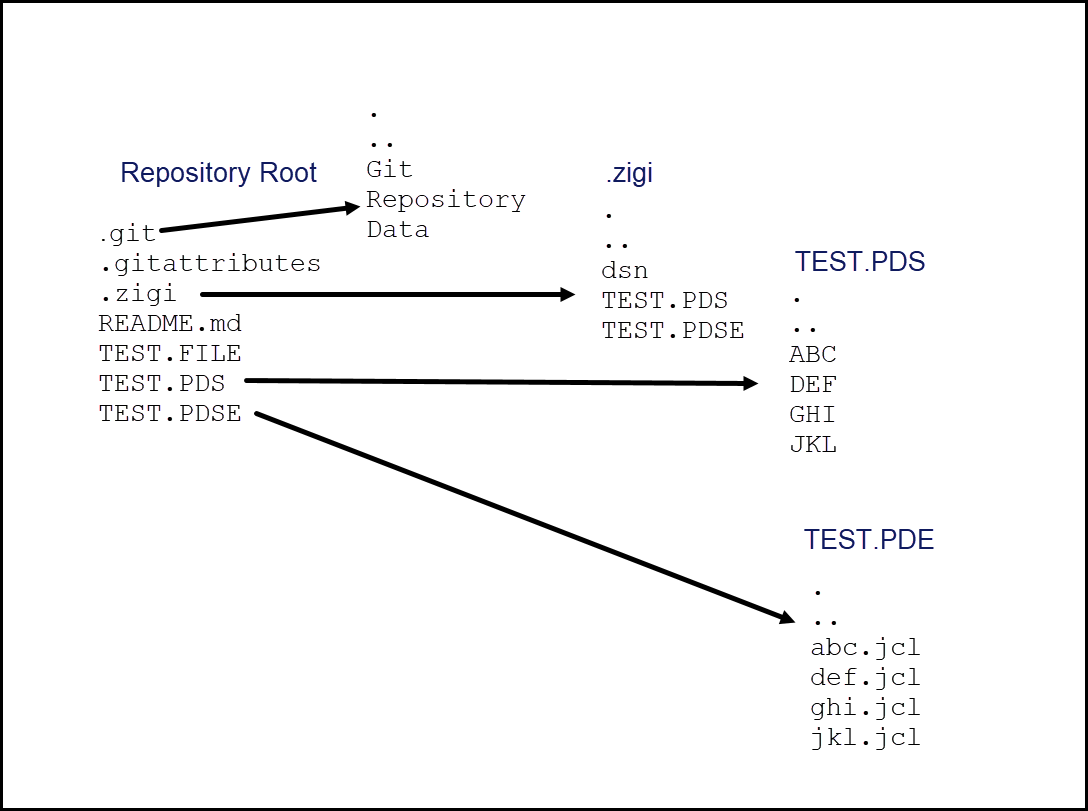 Repository Root
.git
.gitattributes
.zigi
README.md
TEST.FILE
TEST.PDS
TEST.PDSE
.
..
Git
Repository
Data
.zigi
.
..
dsn
TEST.PDS
TEST.PDSE
TEST.PDS
.
..
ABC
DEF
GHI
JKL
TEST.PDE
.
..
abc.jcl
def.jcl
ghi.jcl
jkl.jcl